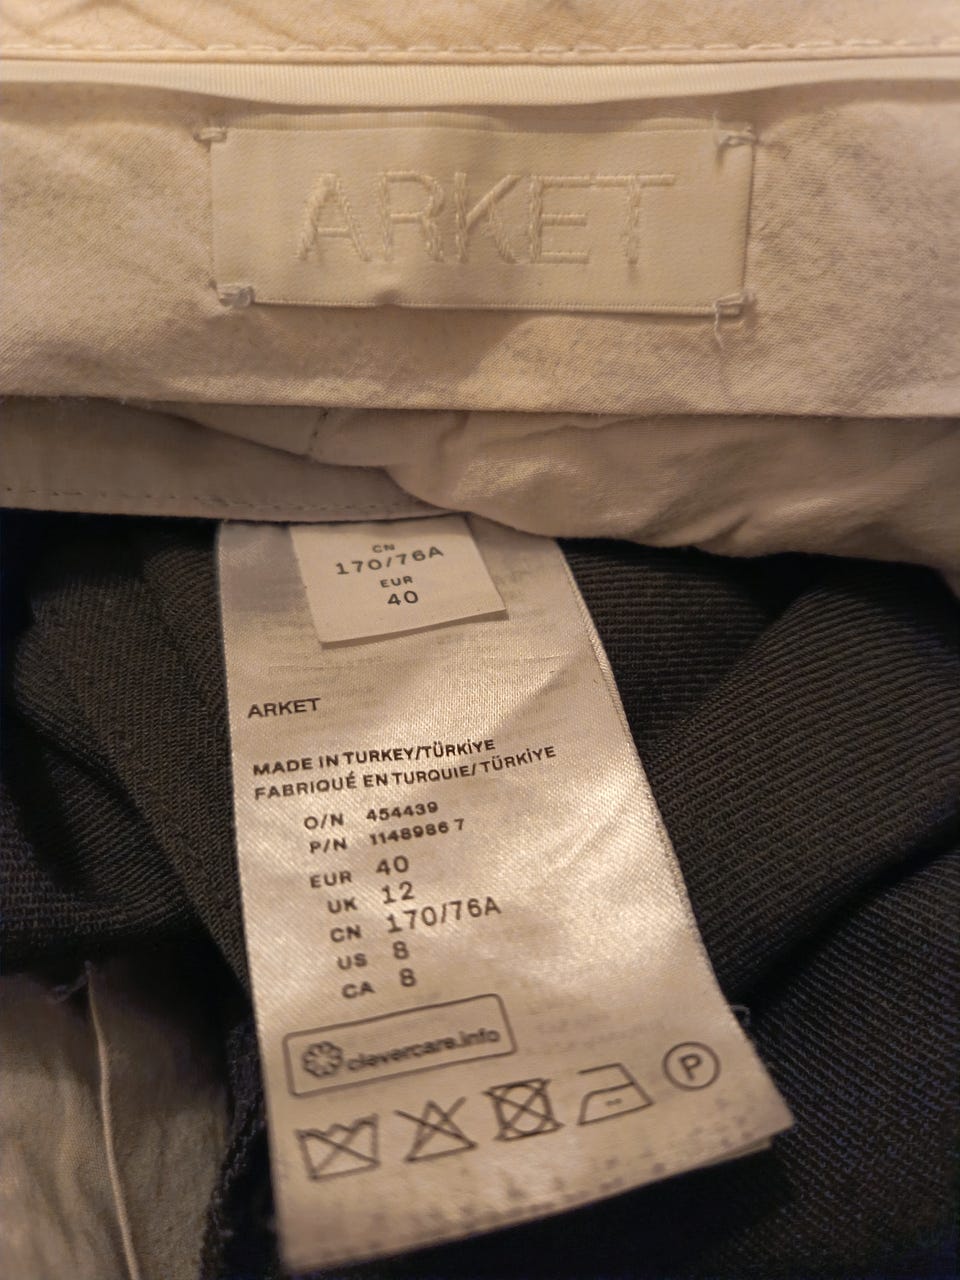 ARKET
CN
170/76A
EUR
40
ARKET
MADE IN TURKEY/TÜRKİYE
FABRIQUÉ EN TURQUIE/TÜRKİYE
O/N 454439
P/N 1148986 7
EUR 40
UK 12
CN 170/76A
US 8
CA 8
clevercare.info
P